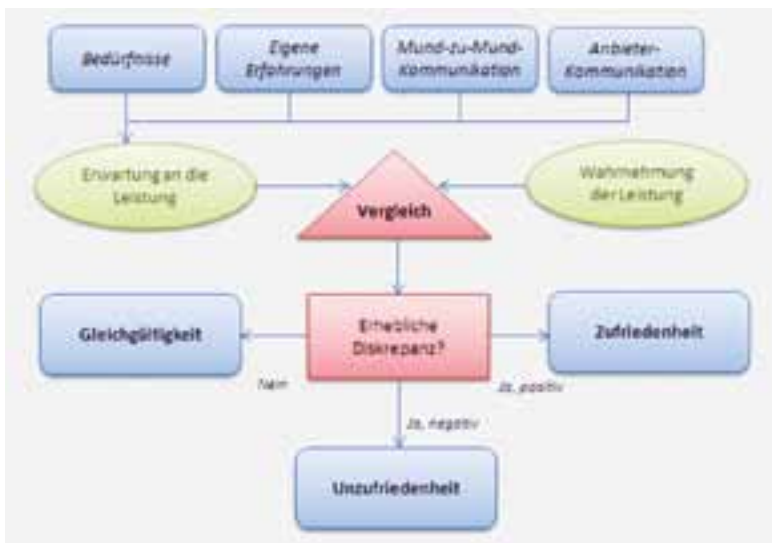 Bedürfnisse
Eigene
Erfahrungen
Mund-zu-Mund-
Kommunikation
Anbieter-
Kommunikation
Erwartung an die
Leistung
Vergleich
Wahrnehmung
der Leistung
Gleichgültigkeit
Erhebliche
Diskrepanz?
Zufriedenheit
Nein
Ja, positiv
Ja, negativ
Unzufriedenheit